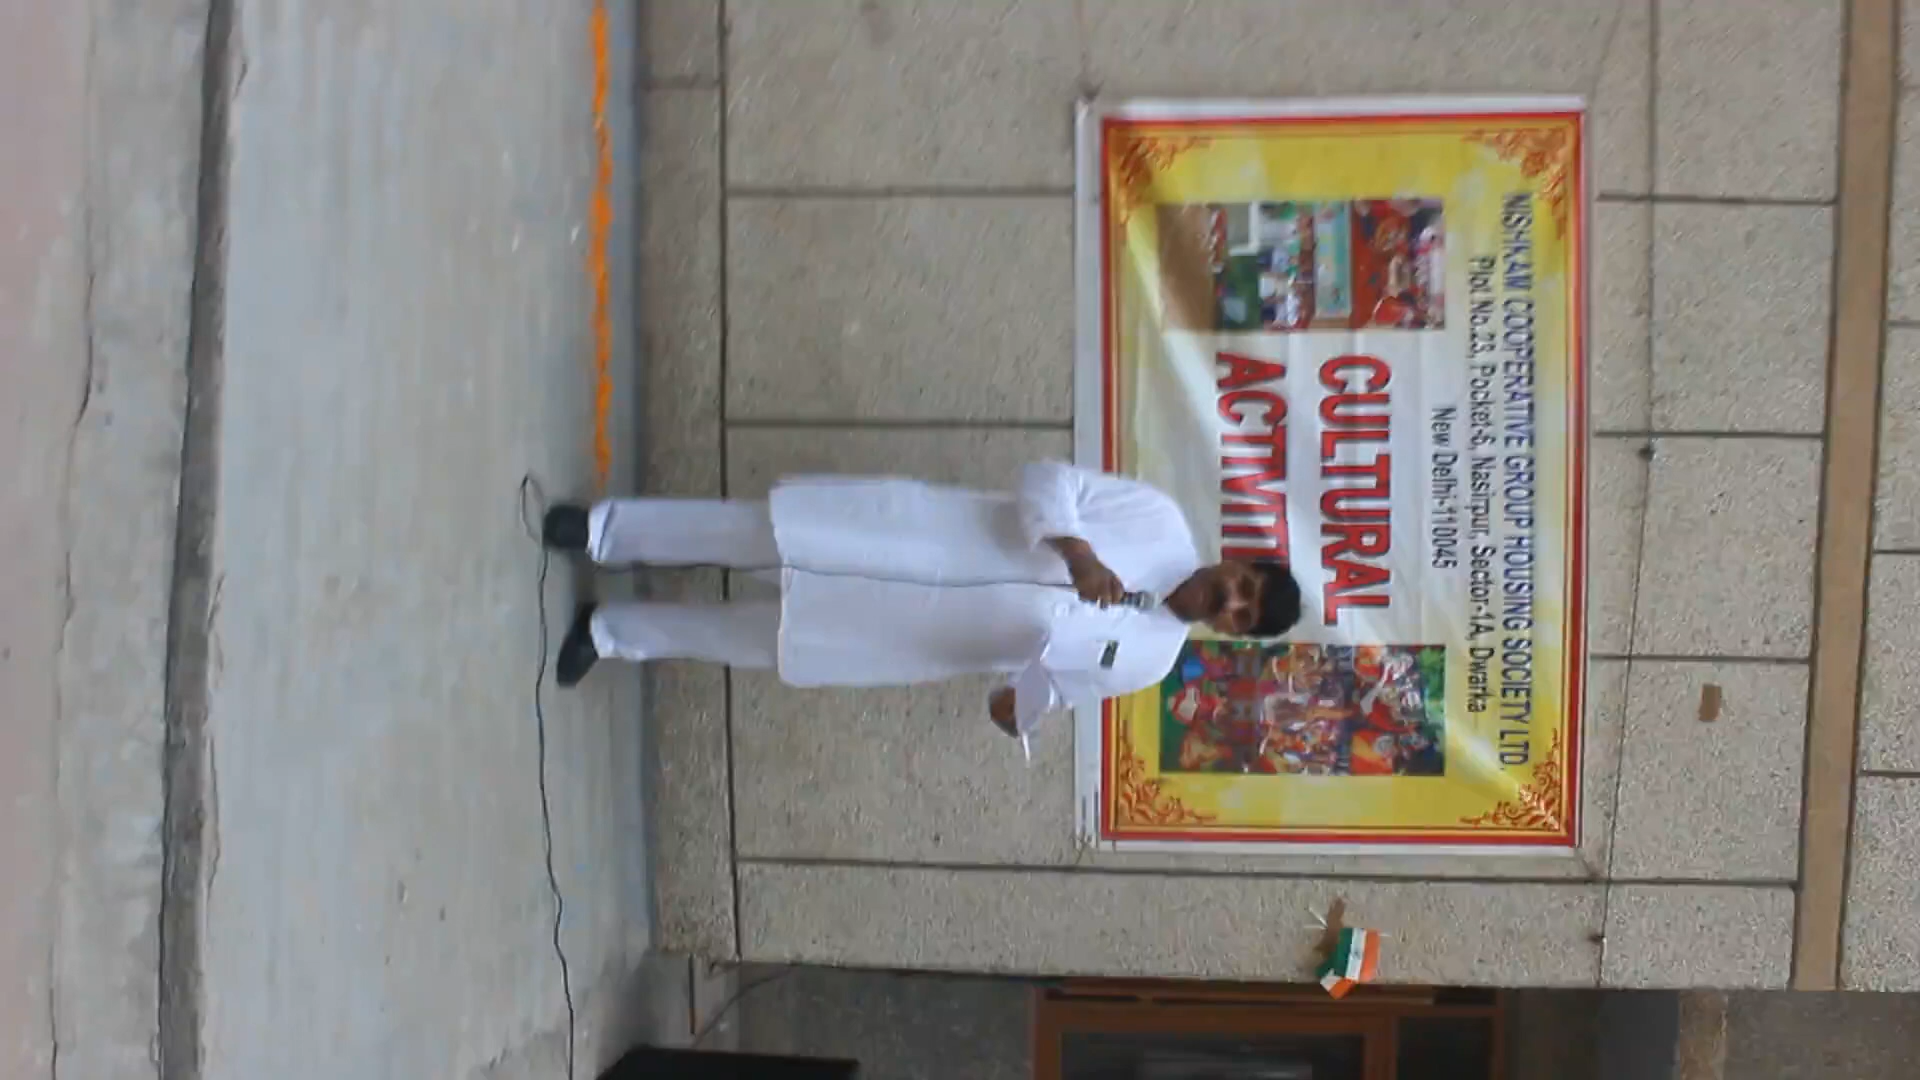 NISHKAM COOPERATIVE GROUP HOUSING SOCIETY LTD.
Plot No.23, Pocket-6, Nasirpur, Sector-1A, Dwarka
New Delhi-110045
CULTURAL